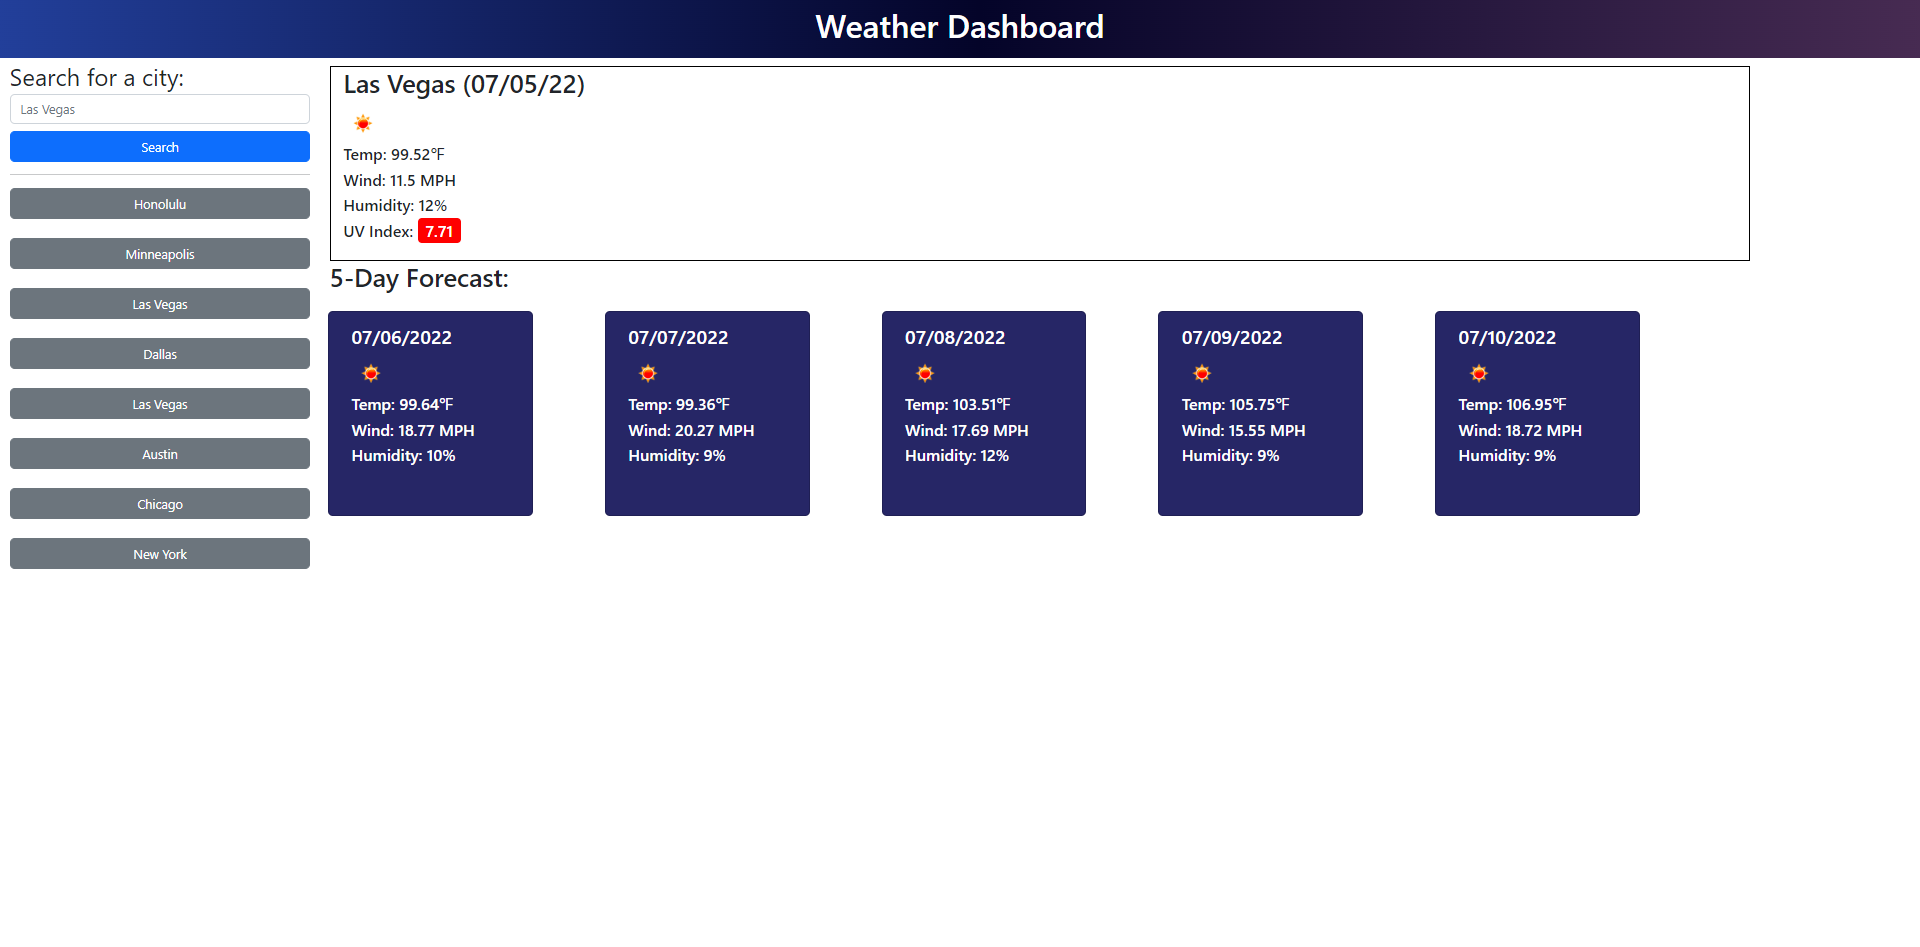 Weather Dashboard
Search for a city:
Las Vegas
Search
Honolulu
Minneapolis
Las Vegas
Dallas
Las Vegas
Austin
Chicago
New York
Las Vegas (07/05/22)
Temp: 99.52℉
Wind: 11.5 MPH
Humidity: 12%
UV Index: 7.71
5-Day Forecast:
07/06/2022
Temp: 99.64℉
Wind: 18.77 MPH
Humidity: 10%
07/07/2022
Temp: 99.36℉
Wind: 20.27 MPH
Humidity: 9%
07/08/2022
Temp: 103.51℉
Wind: 17.69 MPH
Humidity: 12%
07/09/2022
Temp: 105.75℉
Wind: 15.55 MPH
Humidity: 9%
07/10/2022
Temp: 106.95℉
Wind: 18.72 MPH
Humidity: 9%